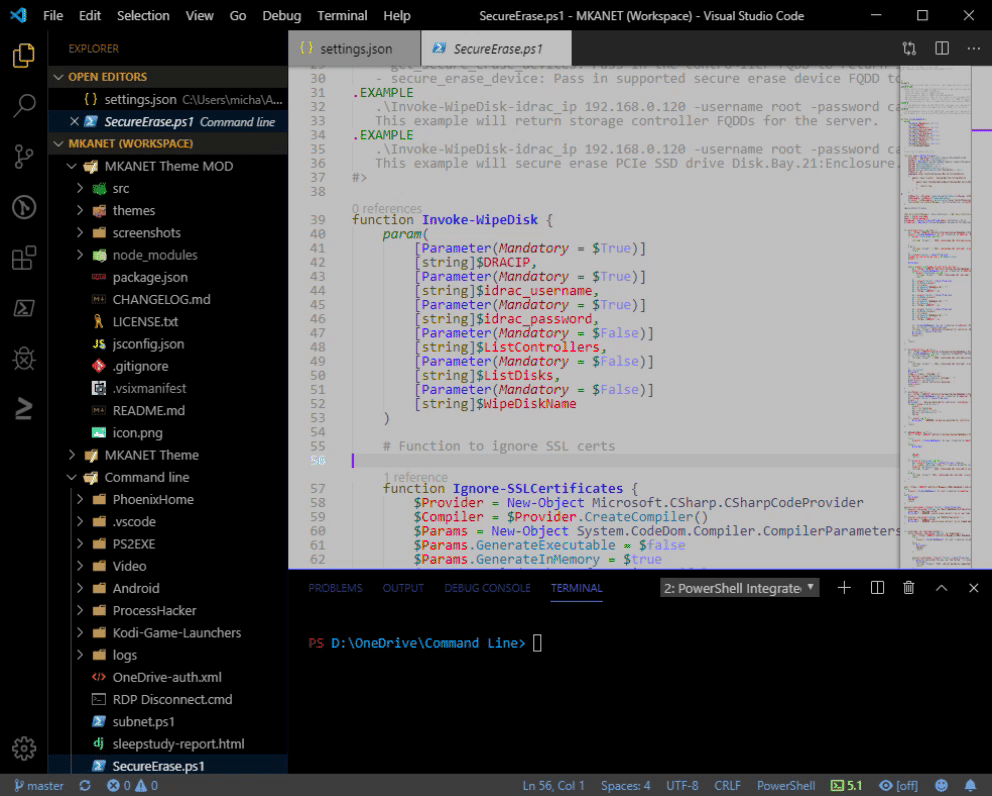 File Edit Selection View Go Debug Terminal Help SecureErase.ps1 - MKANET (Workspace) - Visual Studio Code
EXPLORER
OPEN EDITORS
{ } settings.json C:\Users\micha\A...
SecureErase.ps1 Command line
MKANET (WORKSPACE)
MKANET Theme MOD
src
themes
screenshots
node_modules
package.json
CHANGELOG.md
LICENSE.txt
jsconfig.json
.gitignore
.vsixmanifest
README.md
icon.png
MKANET Theme
Command line
PhoenixHome
.vscode
PS2EXE
Video
Android
ProcessHacker
Kodi-Game-Launchers
logs
OneDrive-auth.xml
RDP Disconnect.cmd
subnet.ps1
sleepstudy-report.html
SecureErase.ps1
{ } settings.json SecureErase.ps1
30 - secure_erase_device: Pass in supported secure erase device FQDD to
31 .EXAMPLE
32 .\Invoke-WipeDisk-idrac_ip 192.168.0.120 -username root -password ca
33 This example will return storage controller FQDDs for the server.
34 .EXAMPLE
35 .\Invoke-WipeDisk-idrac_ip 192.168.0.120 -username root -password ca
36 This example will secure erase PCIe SSD drive Disk.Bay.21:Enclosure.
37 #>
38
0 references
39 function Invoke-WipeDisk {
40 param(
41 [Parameter(Mandatory = $True)]
42 [string]$DRACIP,
43 [Parameter(Mandatory = $True)]
44 [string]$idrac_username,
45 [Parameter(Mandatory = $True)]
46 [string]$idrac_password,
47 [Parameter(Mandatory = $False)]
48 [string]$ListControllers,
49 [Parameter(Mandatory = $False)]
50 [string]$ListDisks,
51 [Parameter(Mandatory = $False)]
52 [string]$WipeDiskName
53 )
54
55 # Function to ignore SSL certs
56
1 reference
57 function Ignore-SSLCertificates {
58 $Provider = New-Object Microsoft.CSharp.CSharpCodeProvider
59 $Compiler = $Provider.CreateCompiler()
60 $Params = New-Object System.CodeDom.Compiler.CompilerParameters
61 $Params.GenerateExecutable = $false
62 $Params.GenerateInMemory = $true
PROBLEMS OUTPUT DEBUG CONSOLE TERMINAL 2: PowerShell Integrate
PS D:\OneDrive\Command Line>
master 0 0 Ln 56, Col 1 Spaces: 4 UTF-8 CRLF PowerShell 5.1 [off]